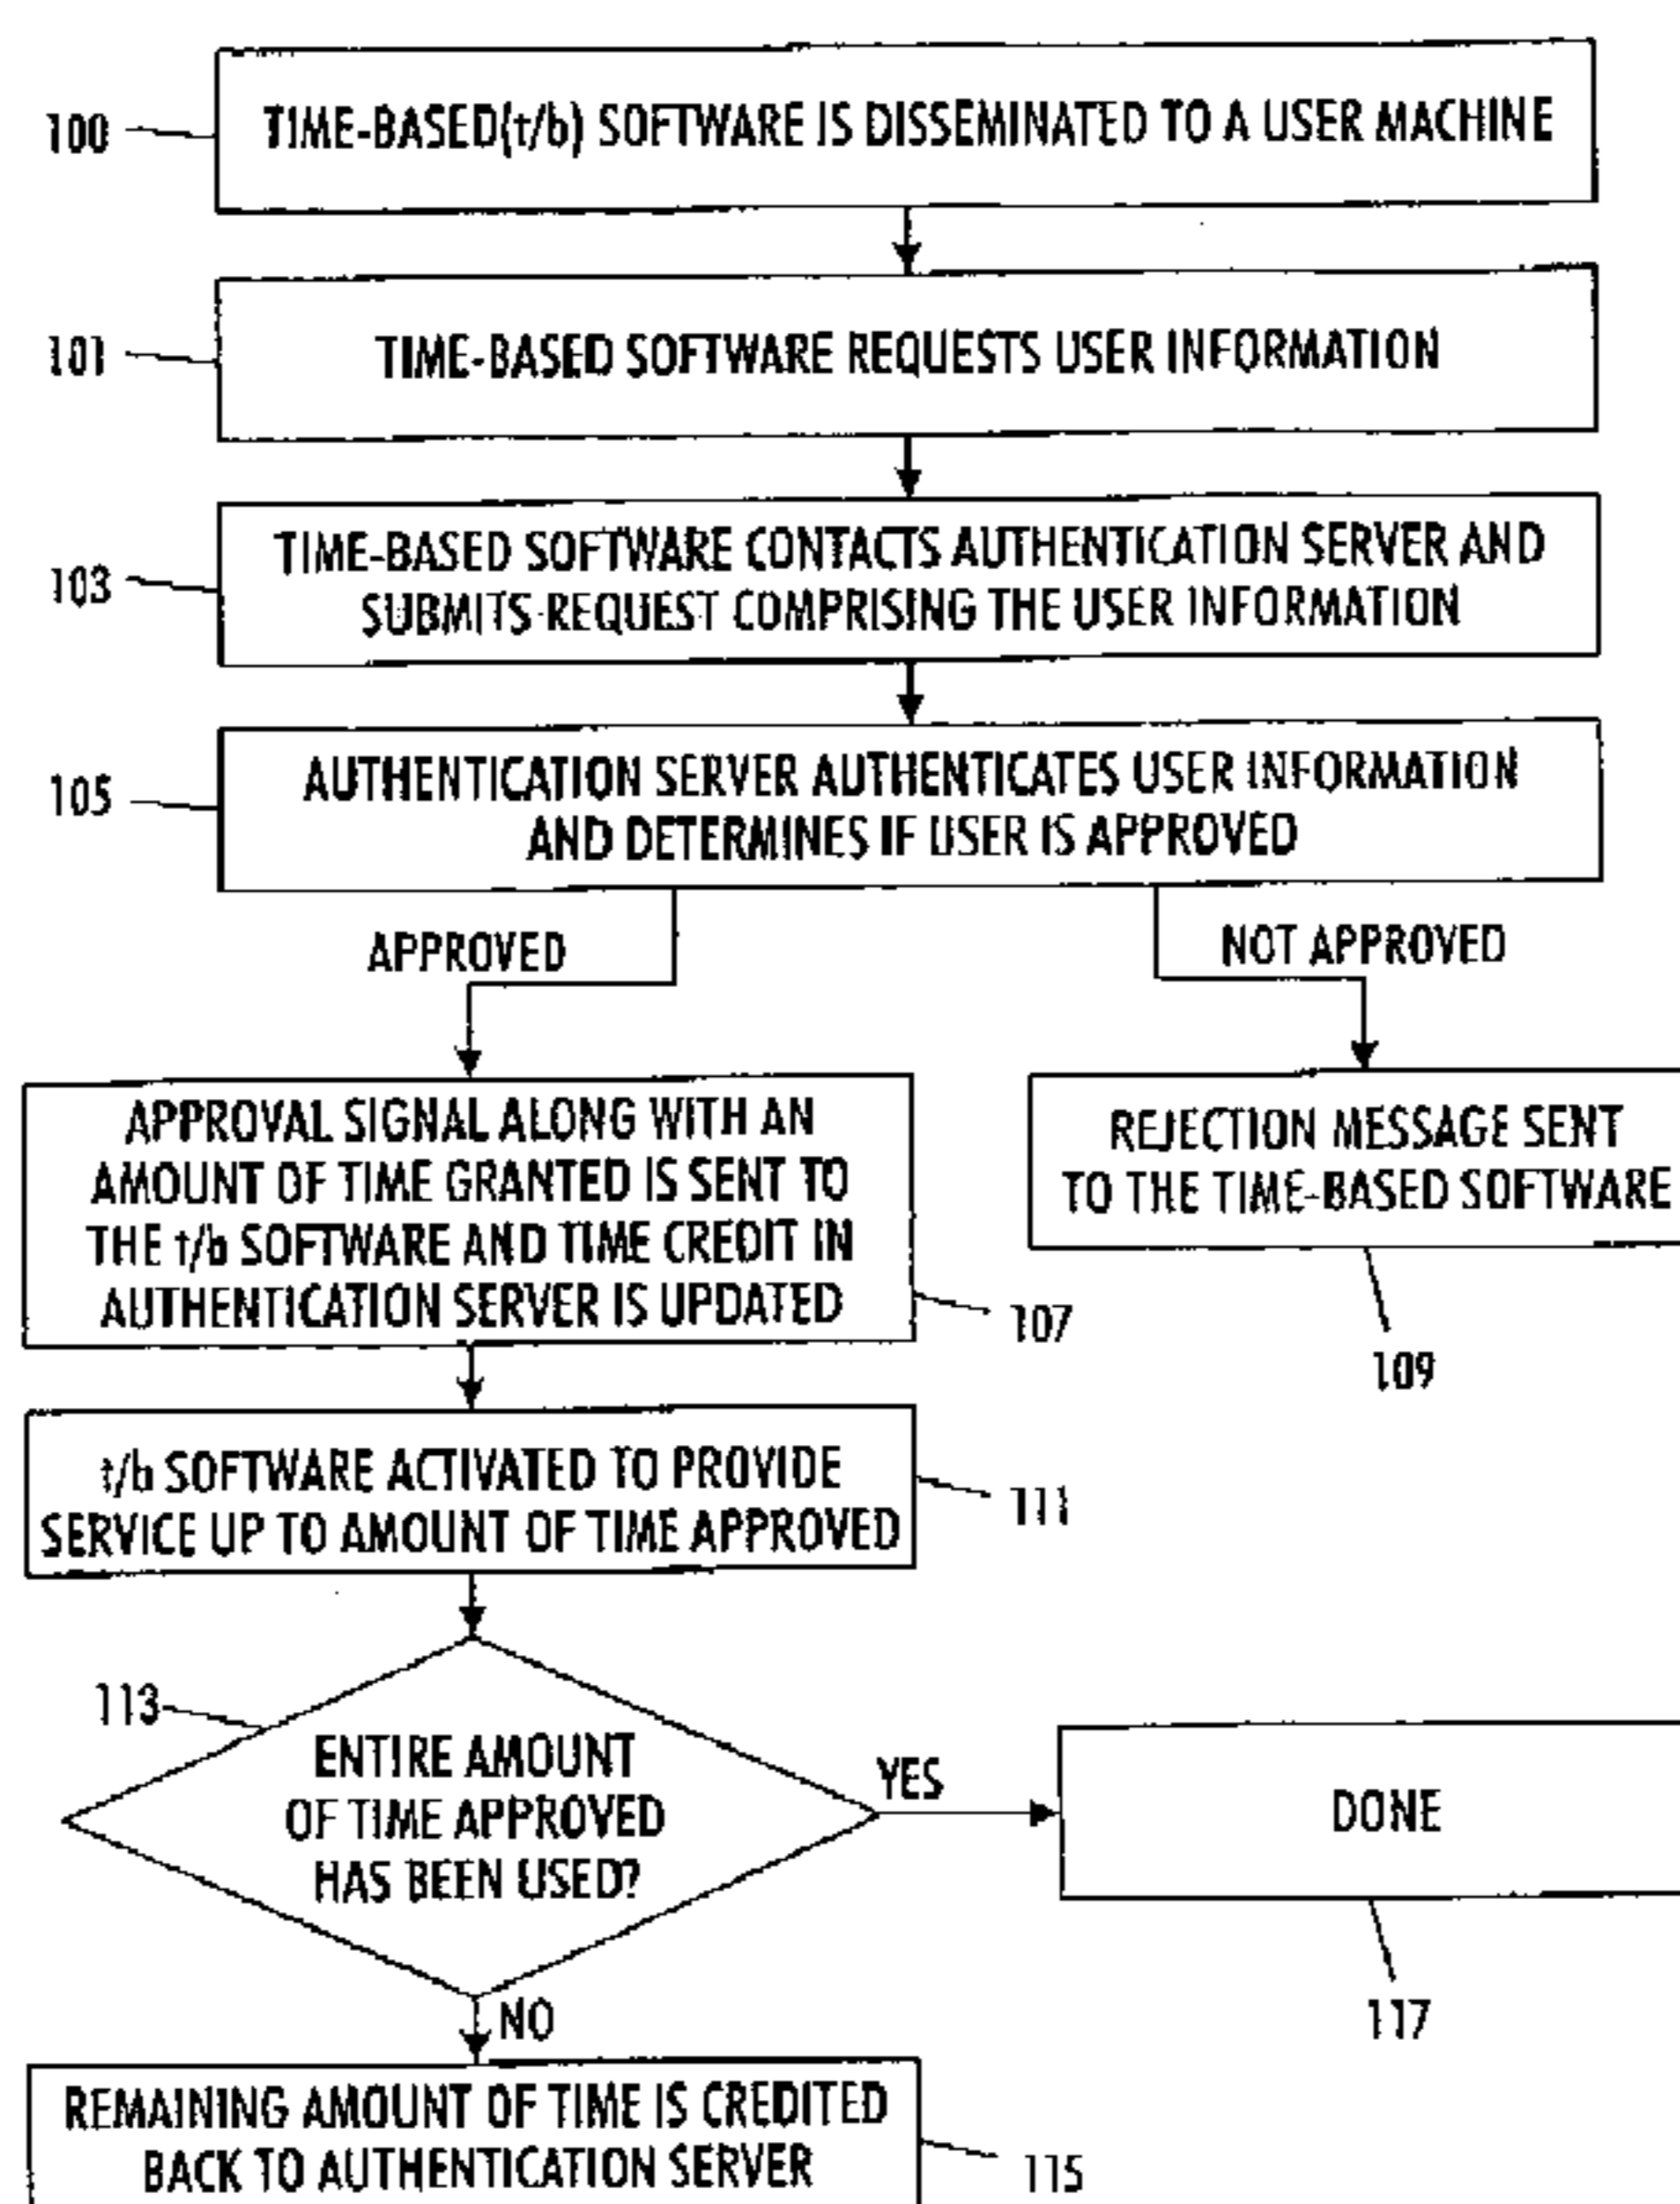 100
TIME-BASED(t/b) SOFTWARE IS DISSEMINATED TO A USER MACHINE
101
TIME-BASED SOFTWARE REQUESTS USER INFORMATION
103
TIME-BASED SOFTWARE CONTACTS AUTHENTICATION SERVER AND
SUBMITS REQUEST COMPRISING THE USER INFORMATION
105
AUTHENTICATION SERVER AUTHENTICATES USER INFORMATION
AND DETERMINES IF USER IS APPROVED
APPROVED
NOT APPROVED
APPROVAL SIGNAL ALONG WITH AN
AMOUNT OF TIME GRANTED IS SENT TO
THE t/b SOFTWARE AND TIME CREDIT IN
AUTHENTICATION SERVER IS UPDATED
107
REJECTION MESSAGE SENT
TO THE TIME-BASED SOFTWARE
109
t/b SOFTWARE ACTIVATED TO PROVIDE
SERVICE UP TO AMOUNT OF TIME APPROVED
111
113
ENTIRE AMOUNT
OF TIME APPROVED
HAS BEEN USED?
YES
DONE
117
NO
REMAINING AMOUNT OF TIME IS CREDITED
BACK TO AUTHENTICATION SERVER
115